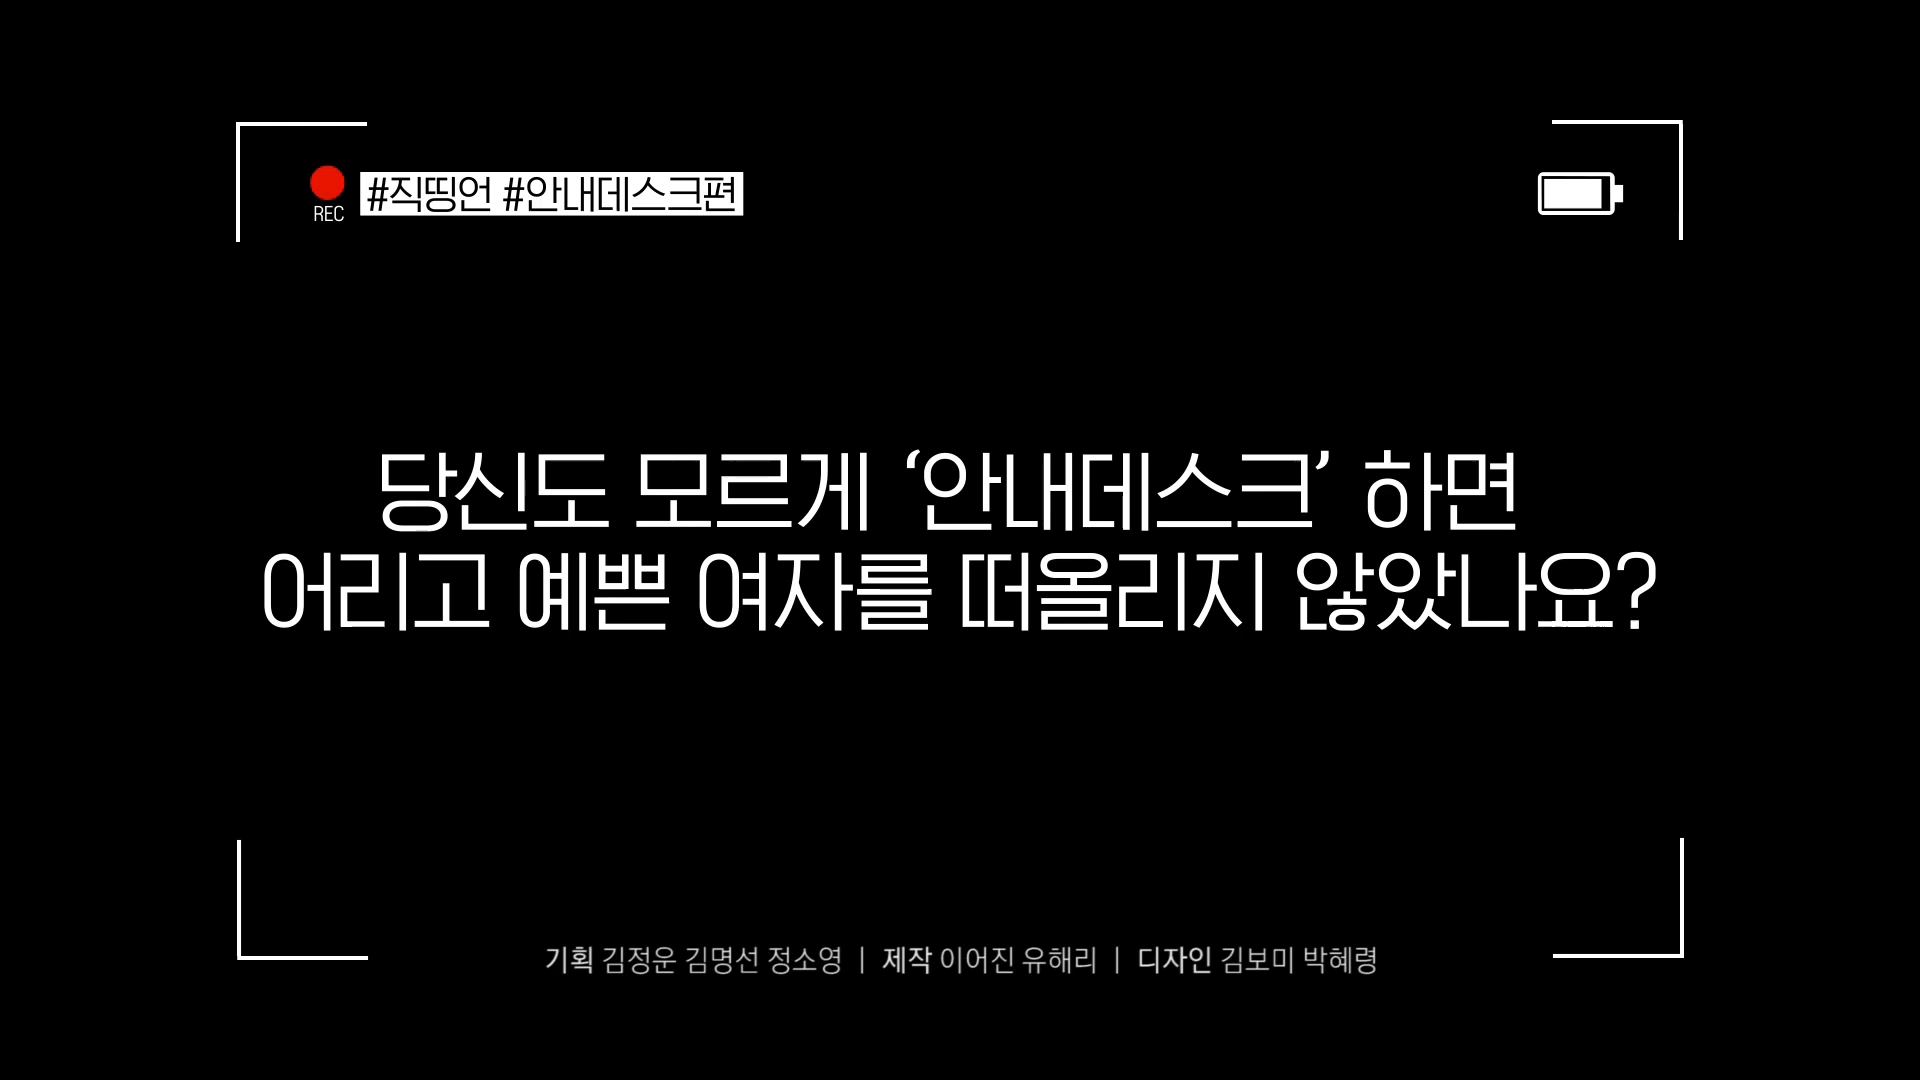 #직띵언 #안내데스크편
REC
당신도 모르게 ‘안내데스크’ 하면
어리고 예쁜 여자를 떠올리지 않았나요?
기획 김정운 김명선 정소영 | 제작 이어진 유해리 | 디자인 김보미 박혜령